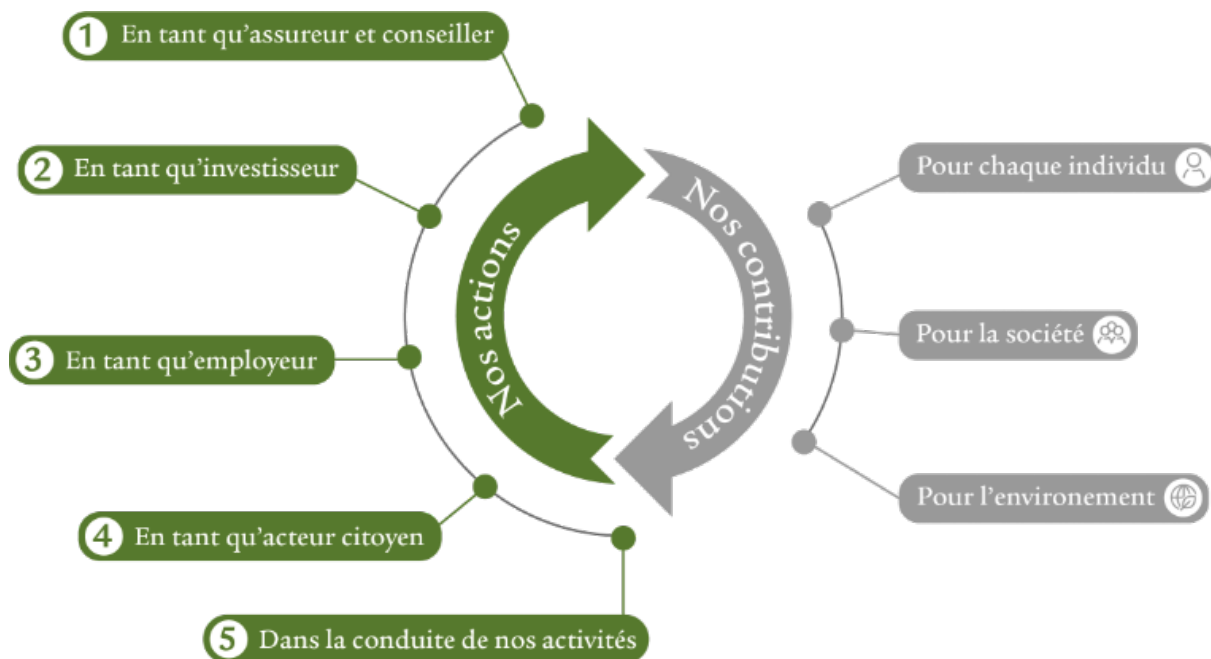 1 En tant qu’assureur et conseiller
2 En tant qu’investisseur
3 En tant qu’employeur
4 En tant qu’acteur citoyen
5 Dans la conduite de nos activités
Nos actions
Nos contributions
Pour chaque individu
Pour la société
Pour l’environement